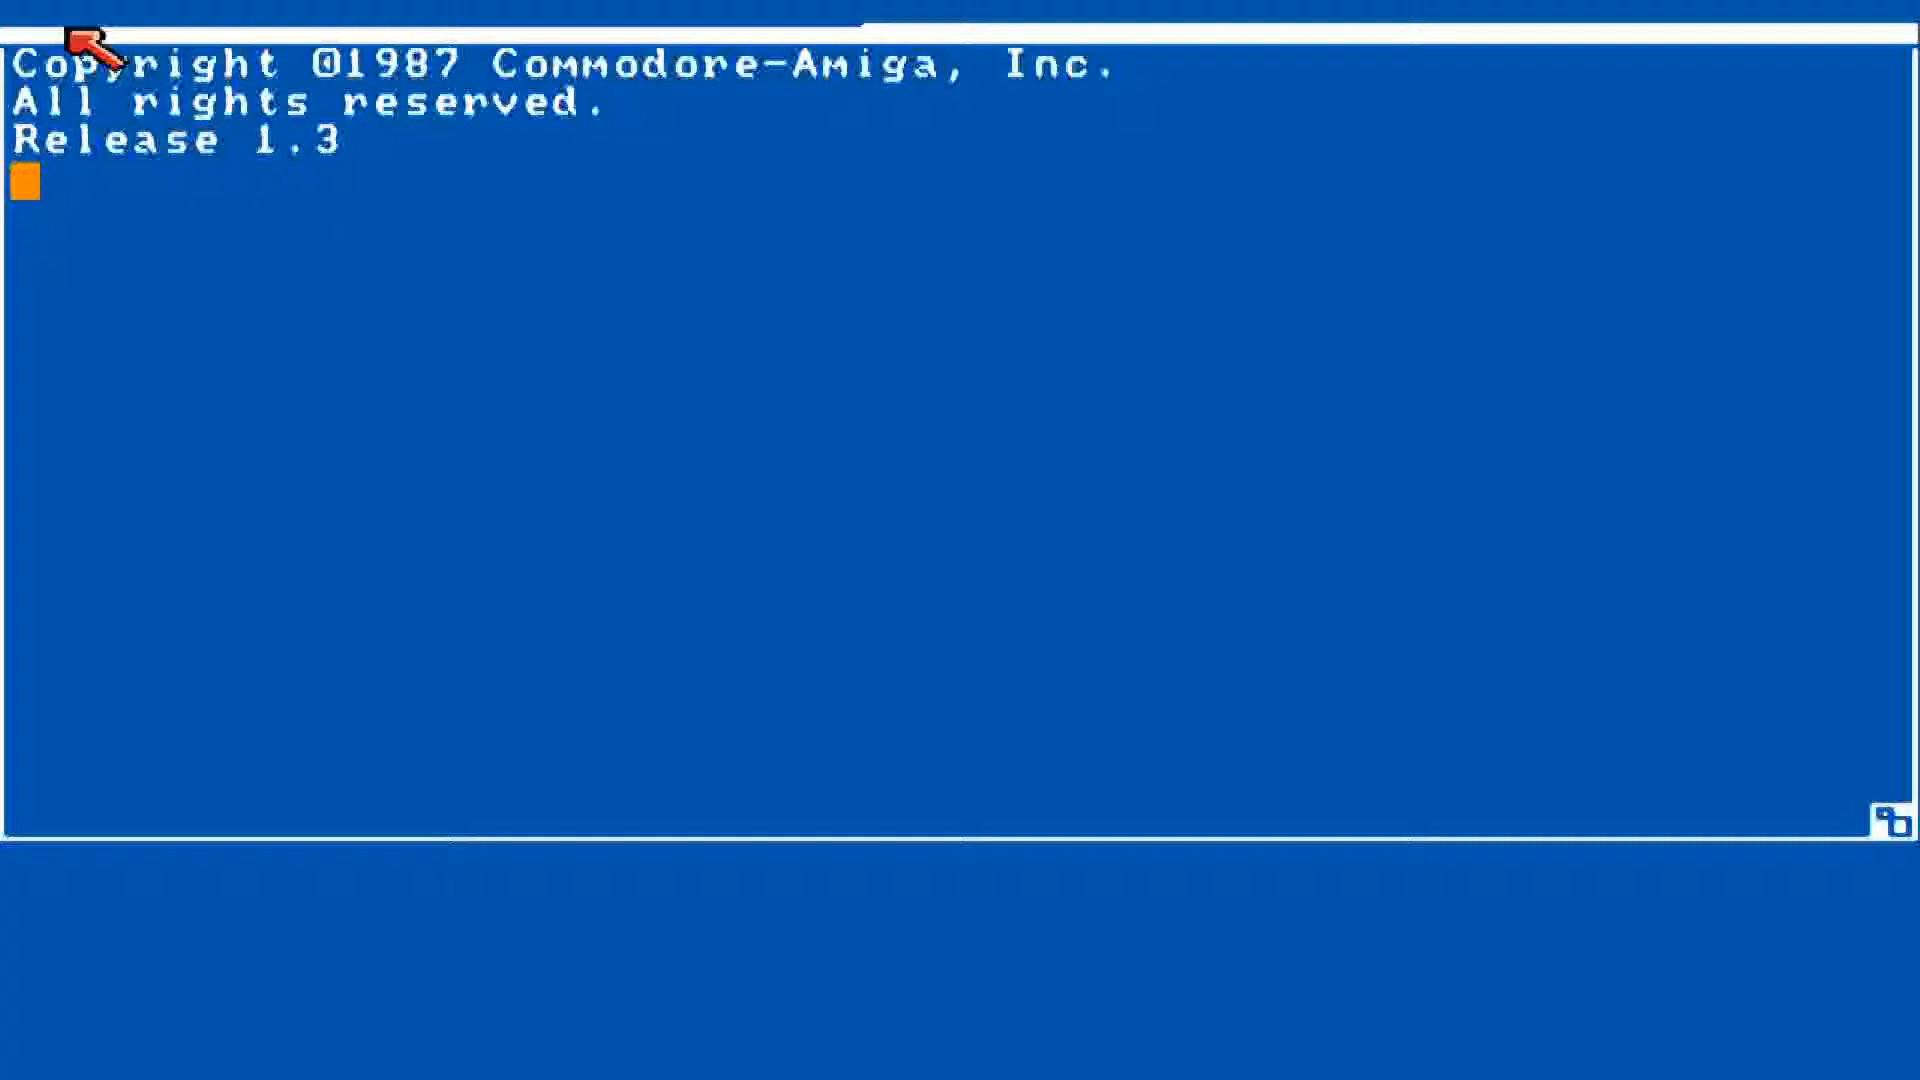 Copyright ©1987 Commodore-Amiga, Inc.
All rights reserved.
Release 1.3